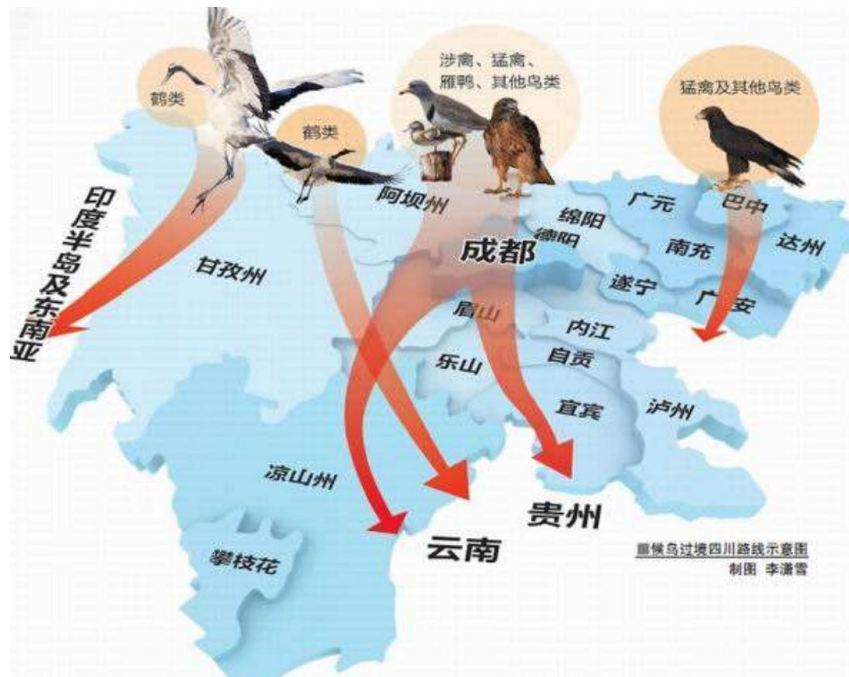 鹤类
鹤类
涉禽、猛禽、
雁鸭、其他鸟类
猛禽及其他鸟类
印度半岛及东南亚
甘孜州
阿坝州
成都
绵阳
德阳
广元
巴中
南充
达州
遂宁
广安
眉山
内江
乐山
自贡
宜宾
泸州
凉山州
攀枝花
云南
贵州
候鸟过境四川路线示意图
制图 李潇雪